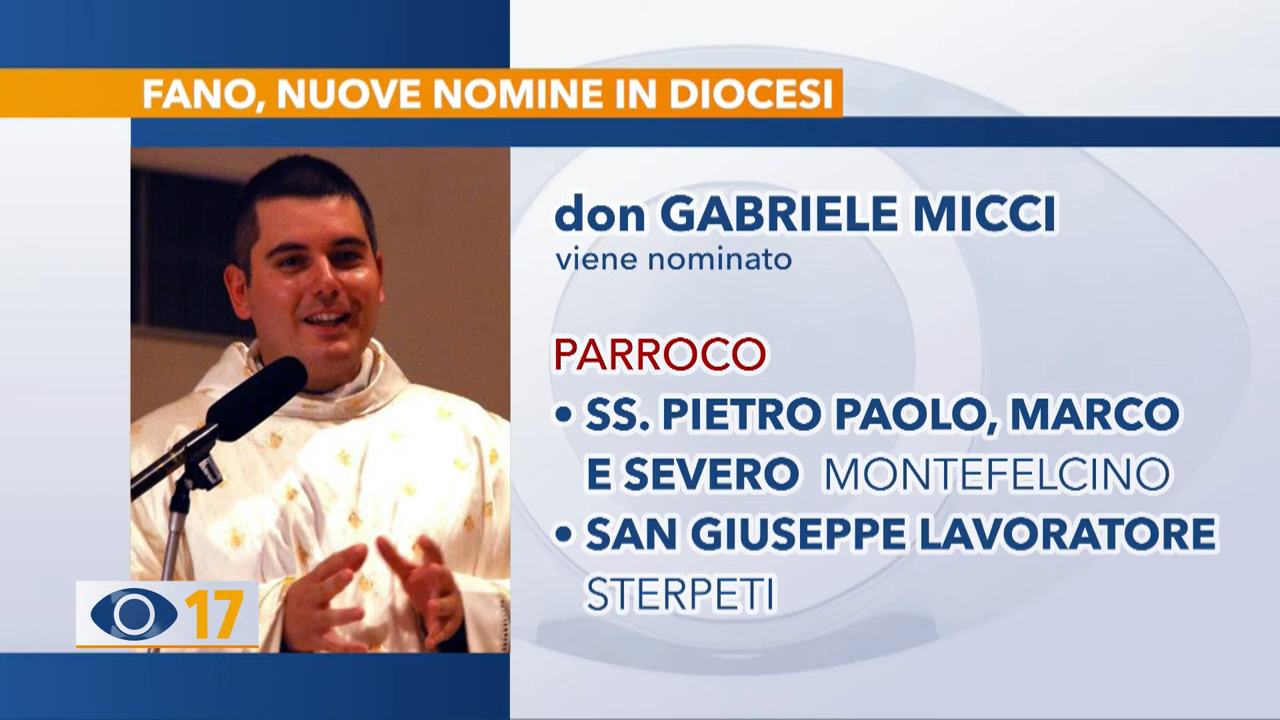 FANO, NUOVE NOMINE IN DIOCESI
don GABRIELE MICCI
viene nominato
PARROCO
• SS. PIETRO PAOLO, MARCO
E SEVERO MONTEFELCINO
• SAN GIUSEPPE LAVORATORE
STERPETI
17